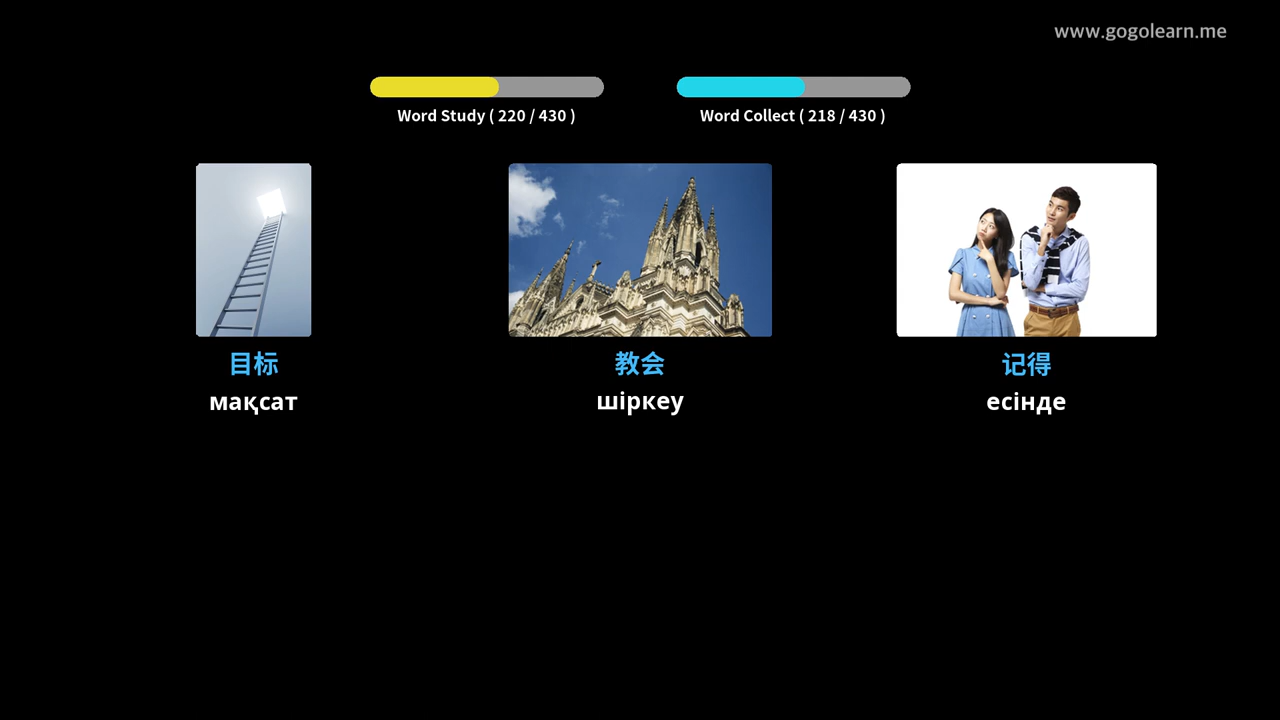 www.gogolearn.me
Word Study ( 220 / 430 )
Word Collect ( 218 / 430 )
目标
мақсат
教会
шіркеу
记得
есінде